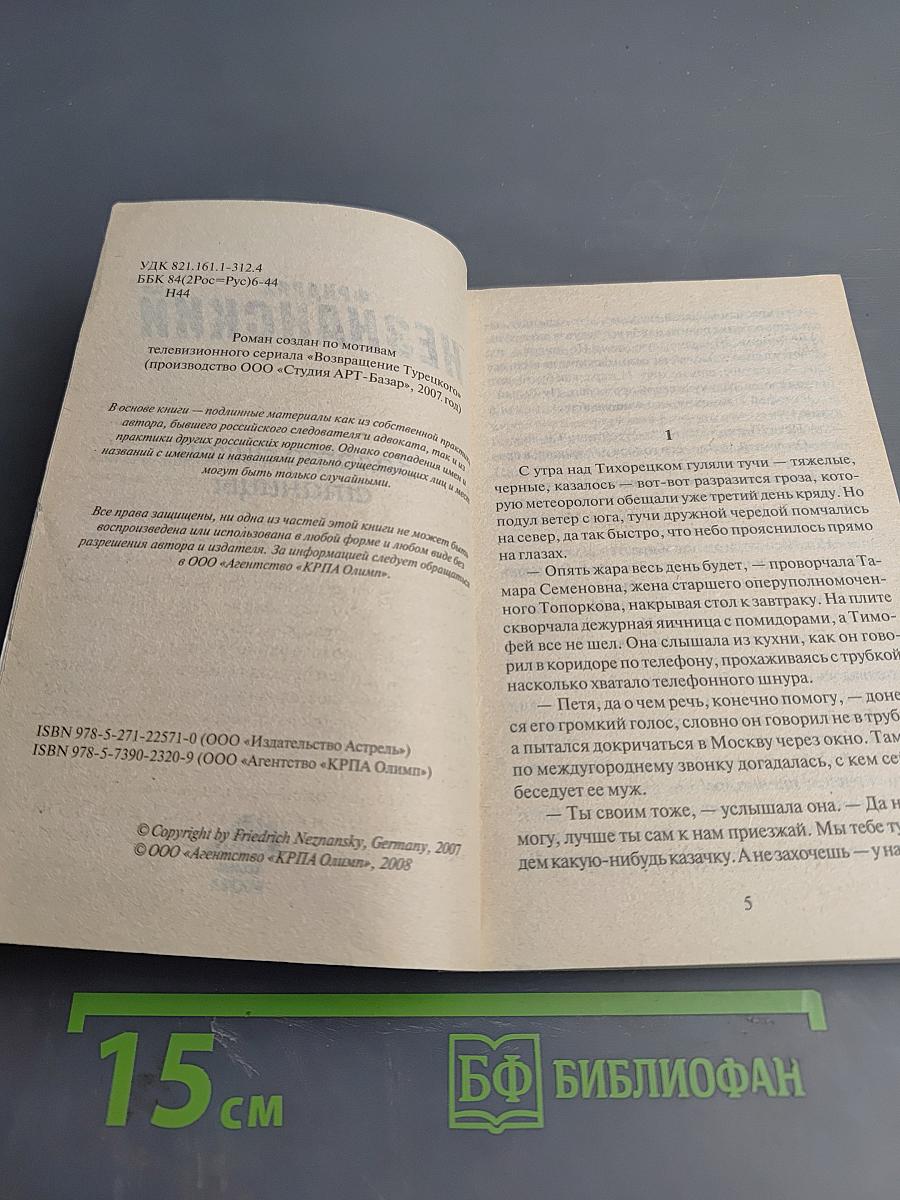 УДК 821.161.1-312.4
ББК 84(2Рос=Рус)6-44
Н44
Роман создан по мотивам
телевизионного сериала «Возвращение Турецкого»
(производство ООО «Студия АРТ-Базар», 2007 год)
В основе книги — подлинные материалы как из собственной практи
автора, бывшего российского следователя и адвоката, так и из
практики других российских юристов. Однако совпадения имен и
названий с именами и названиями реально существующих лиц и мест
могут быть только случайными.
Все права защищены, ни одна из частей этой книги не может быть
воспроизведена или использована в любой форме и любом виде без
разрешения автора и издателя. За информацией следует обращаться
в ООО «Агентство «КРПА Олимп».
ISBN 978-5-271-22571-0 (ООО «Издательство Астрель»)
ISBN 978-5-7390-2320-9 (ООО «Агентство «КРПА Олимп»)
© Copyright by Friedrich Neznansky, Germany, 2007
© ООО «Агентство «КРПА Олимп», 2008
1
С утра над Тихорецком гуляли тучи — тяжелые,
черные, казалось — вот-вот разразится гроза, кото-
рую метеорологи обещали уже третий день кряду. Но
подул ветер с юга, тучи дружной чередой помчались
на север, да так быстро, что небо прояснилось прямо
на глазах.
— Опять жара весь день будет, — проворчала Та-
мара Семеновна, жена старшего оперуполномочен-
ного Топоркова, накрывая стол к завтраку. На плите
скворчала дежурная яичница с помидорами, а Тимо-
фей все не шел. Она слышала из кухни, как он гово-
рил в коридоре по телефону, прохаживаясь с трубкой
насколько хватало телефонного шнура.
— Петя, да о чем речь, конечно помогу, — доне
ся его громкий голос, словно он говорил не в труб
а пытался докричаться в Москву через окно. Там
по междугороднему звонку догадалась, с кем сей
беседует ее муж.
— Ты своим тоже, — услышала она. — Да н
могу, лучше ты сам к нам приезжай. Мы тебе ту
дем какую-нибудь казачку. А не захочешь — у на
5
15 см
БФ БИБЛИОФАН